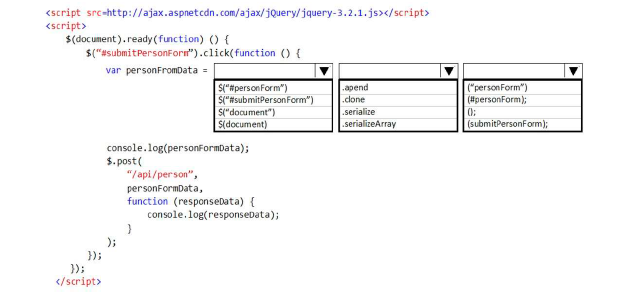 <script src=http://ajax.aspnetcdn.com/ajax/jQuery/jquery-3.2.1.js></script>
<script>
$(document).ready(function) () {
$(“#submitPersonForm”).click(function () {
var personFromData =
$(“#personForm”) .apend (“personForm”)
$(“#submitPersonForm”) .clone (#personForm);
$(“document”) .serialize ();
$(document) .serializeArray (submitPersonForm);
console.log(personFormData);
$.post(
“/api/person”,
personFormData,
function (responseData) {
console.log(responseData);
}
);
});
});
</script>